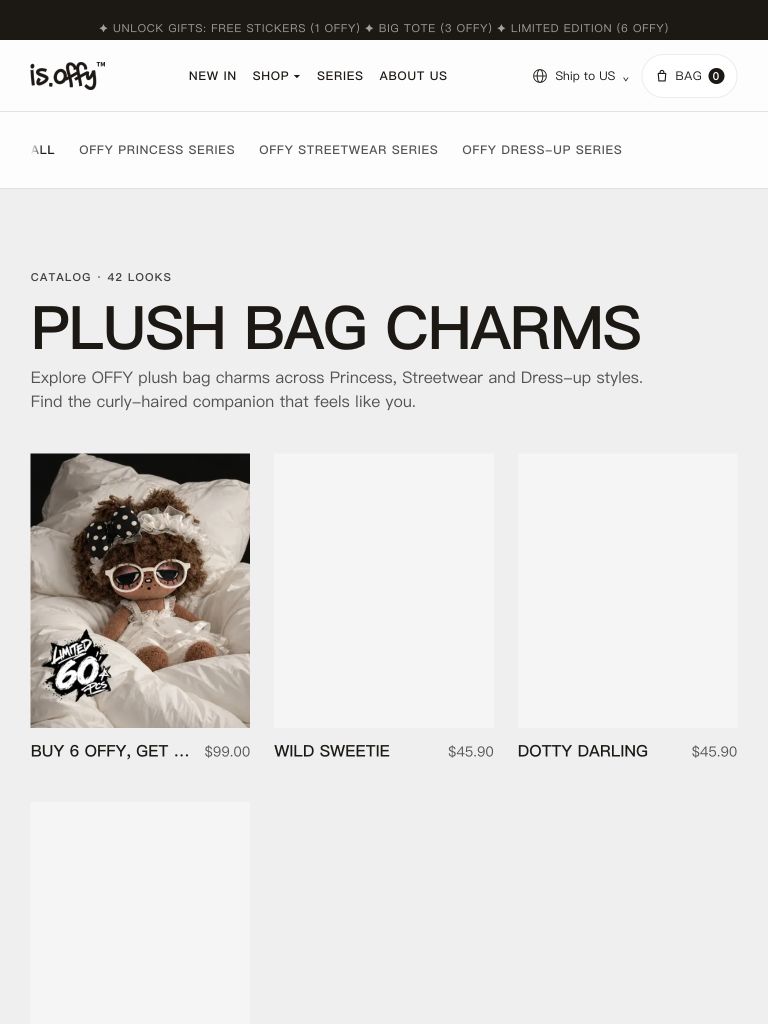 ✦ UNLOCK GIFTS: FREE STICKERS (1 OFFY) ✦ BIG TOTE (3 OFFY) ✦ LIMITED EDITION (6 OFFY)
is.offy™ NEW IN SHOP SERIES ABOUT US Ship to US BAG 0
ALL OFFY PRINCESS SERIES OFFY STREETWEAR SERIES OFFY DRESS-UP SERIES
CATALOG · 42 LOOKS
PLUSH BAG CHARMS
Explore OFFY plush bag charms across Princess, Streetwear and Dress-up styles.
Find the curly-haired companion that feels like you.
LIMITED
60
PCS
BUY 6 OFFY, GET ... $99.00 WILD SWEETIE $45.90 DOTTY DARLING $45.90